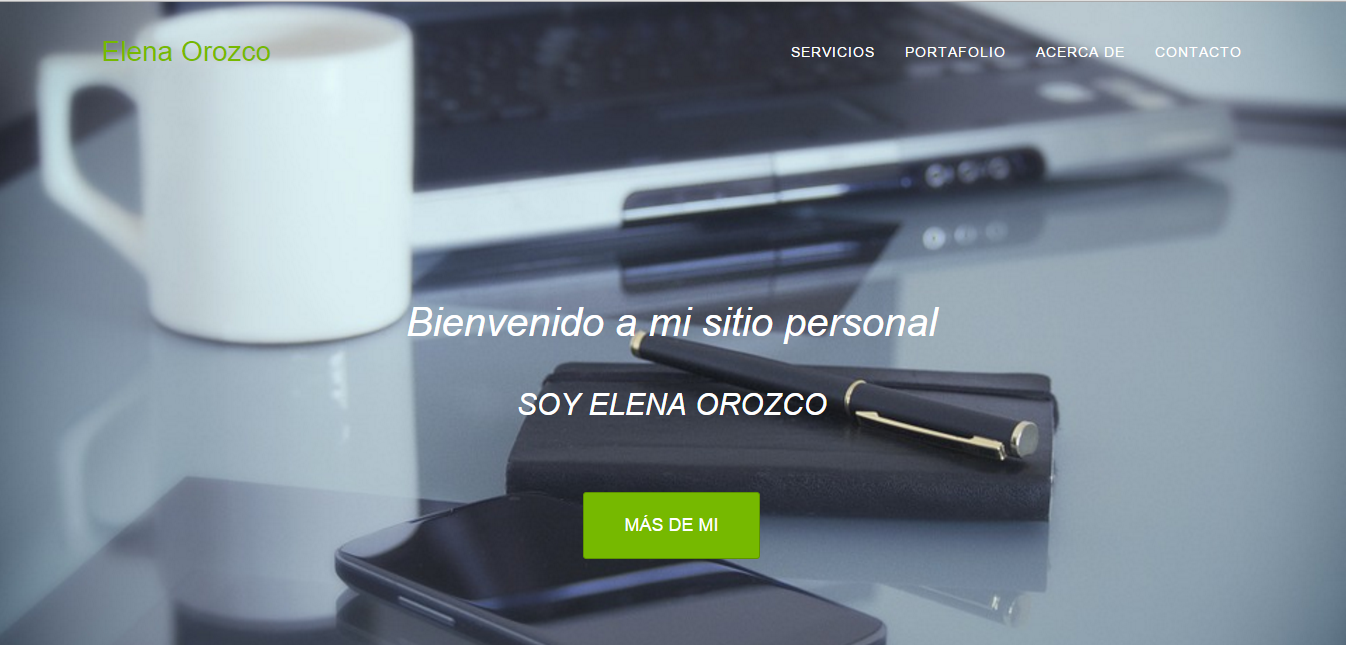 Elena Orozco
SERVICIOS PORTAFOLIO ACERCA DE CONTACTO
Bienvenido a mi sitio personal
SOY ELENA OROZCO
MÁS DE MI